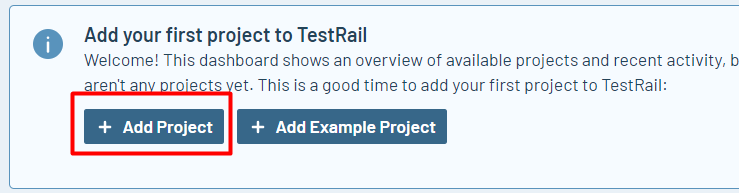 Add your first project to TestRail
Welcome! This dashboard shows an overview of available projects and recent activity, b
aren't any projects yet. This is a good time to add your first project to TestRail:
+ Add Project + Add Example Project